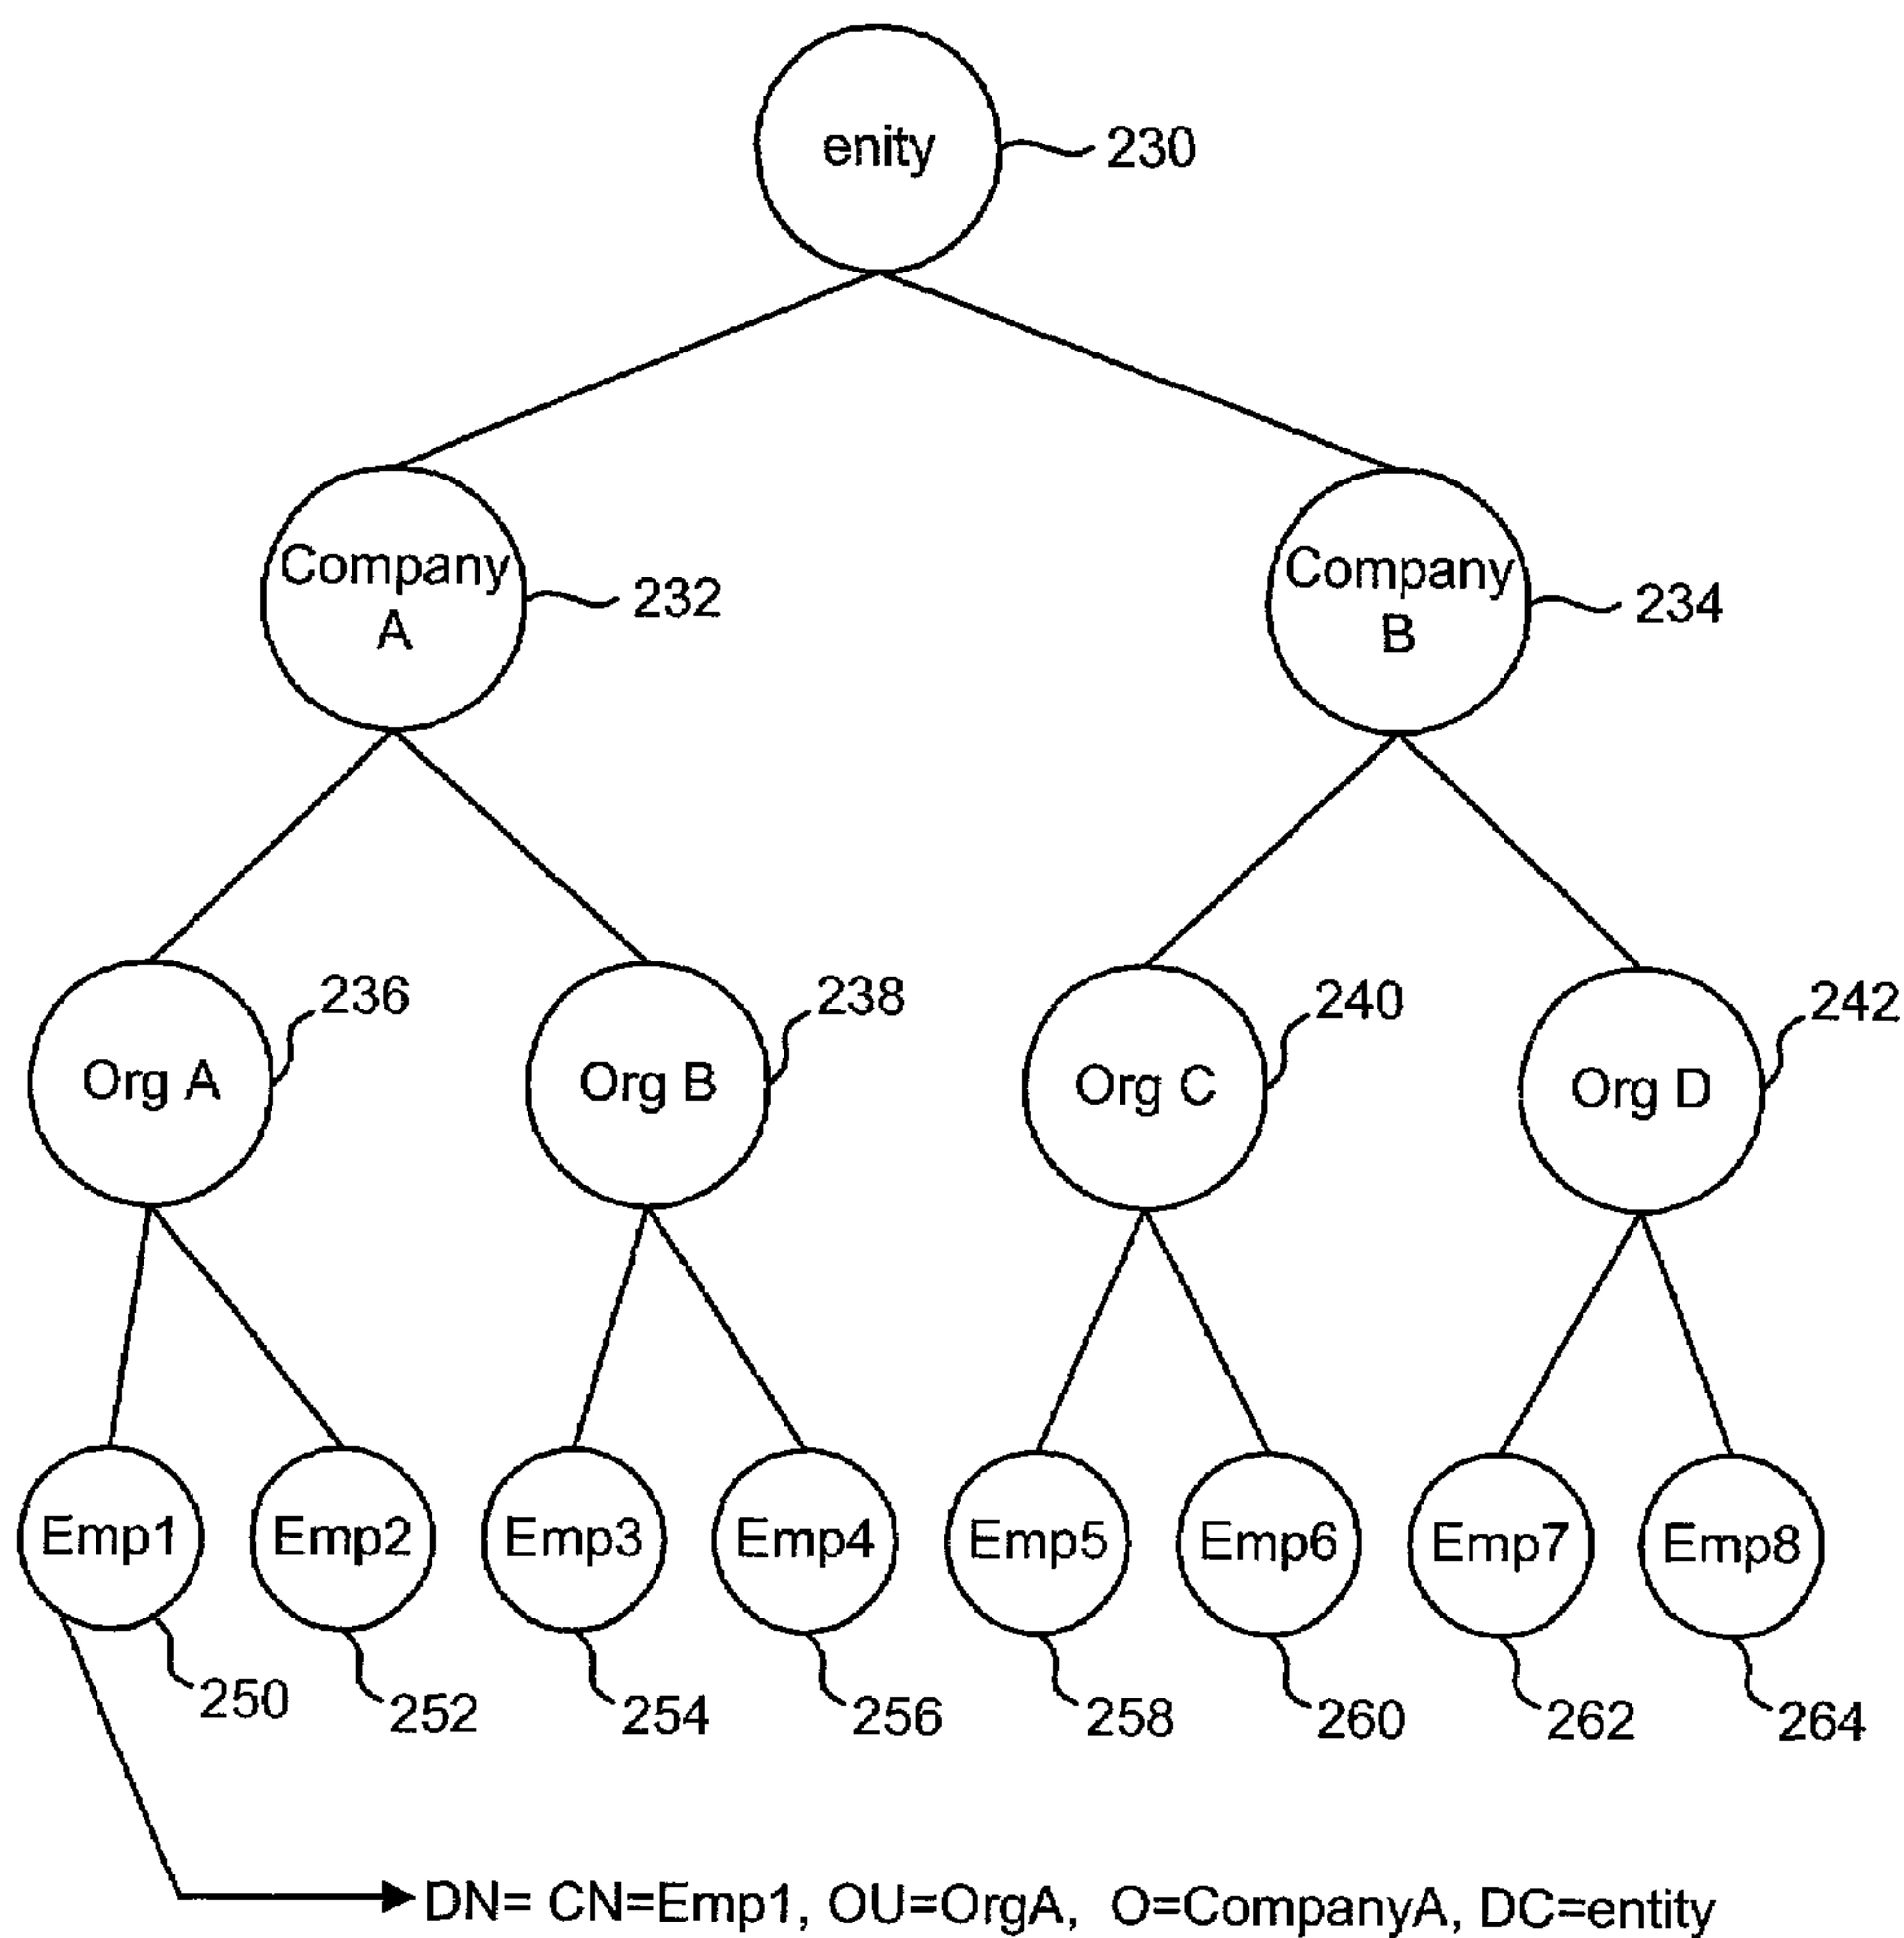 enity
230
Company
A
232
Company
B
234
Org A
236
Org B
238
Org C
240
Org D
242
Emp1
Emp2
Emp3
Emp4
Emp5
Emp6
Emp7
Emp8
250
252
254
256
258
260
262
264
DN= CN=Emp1, OU=OrgA, O=CompanyA, DC=entity